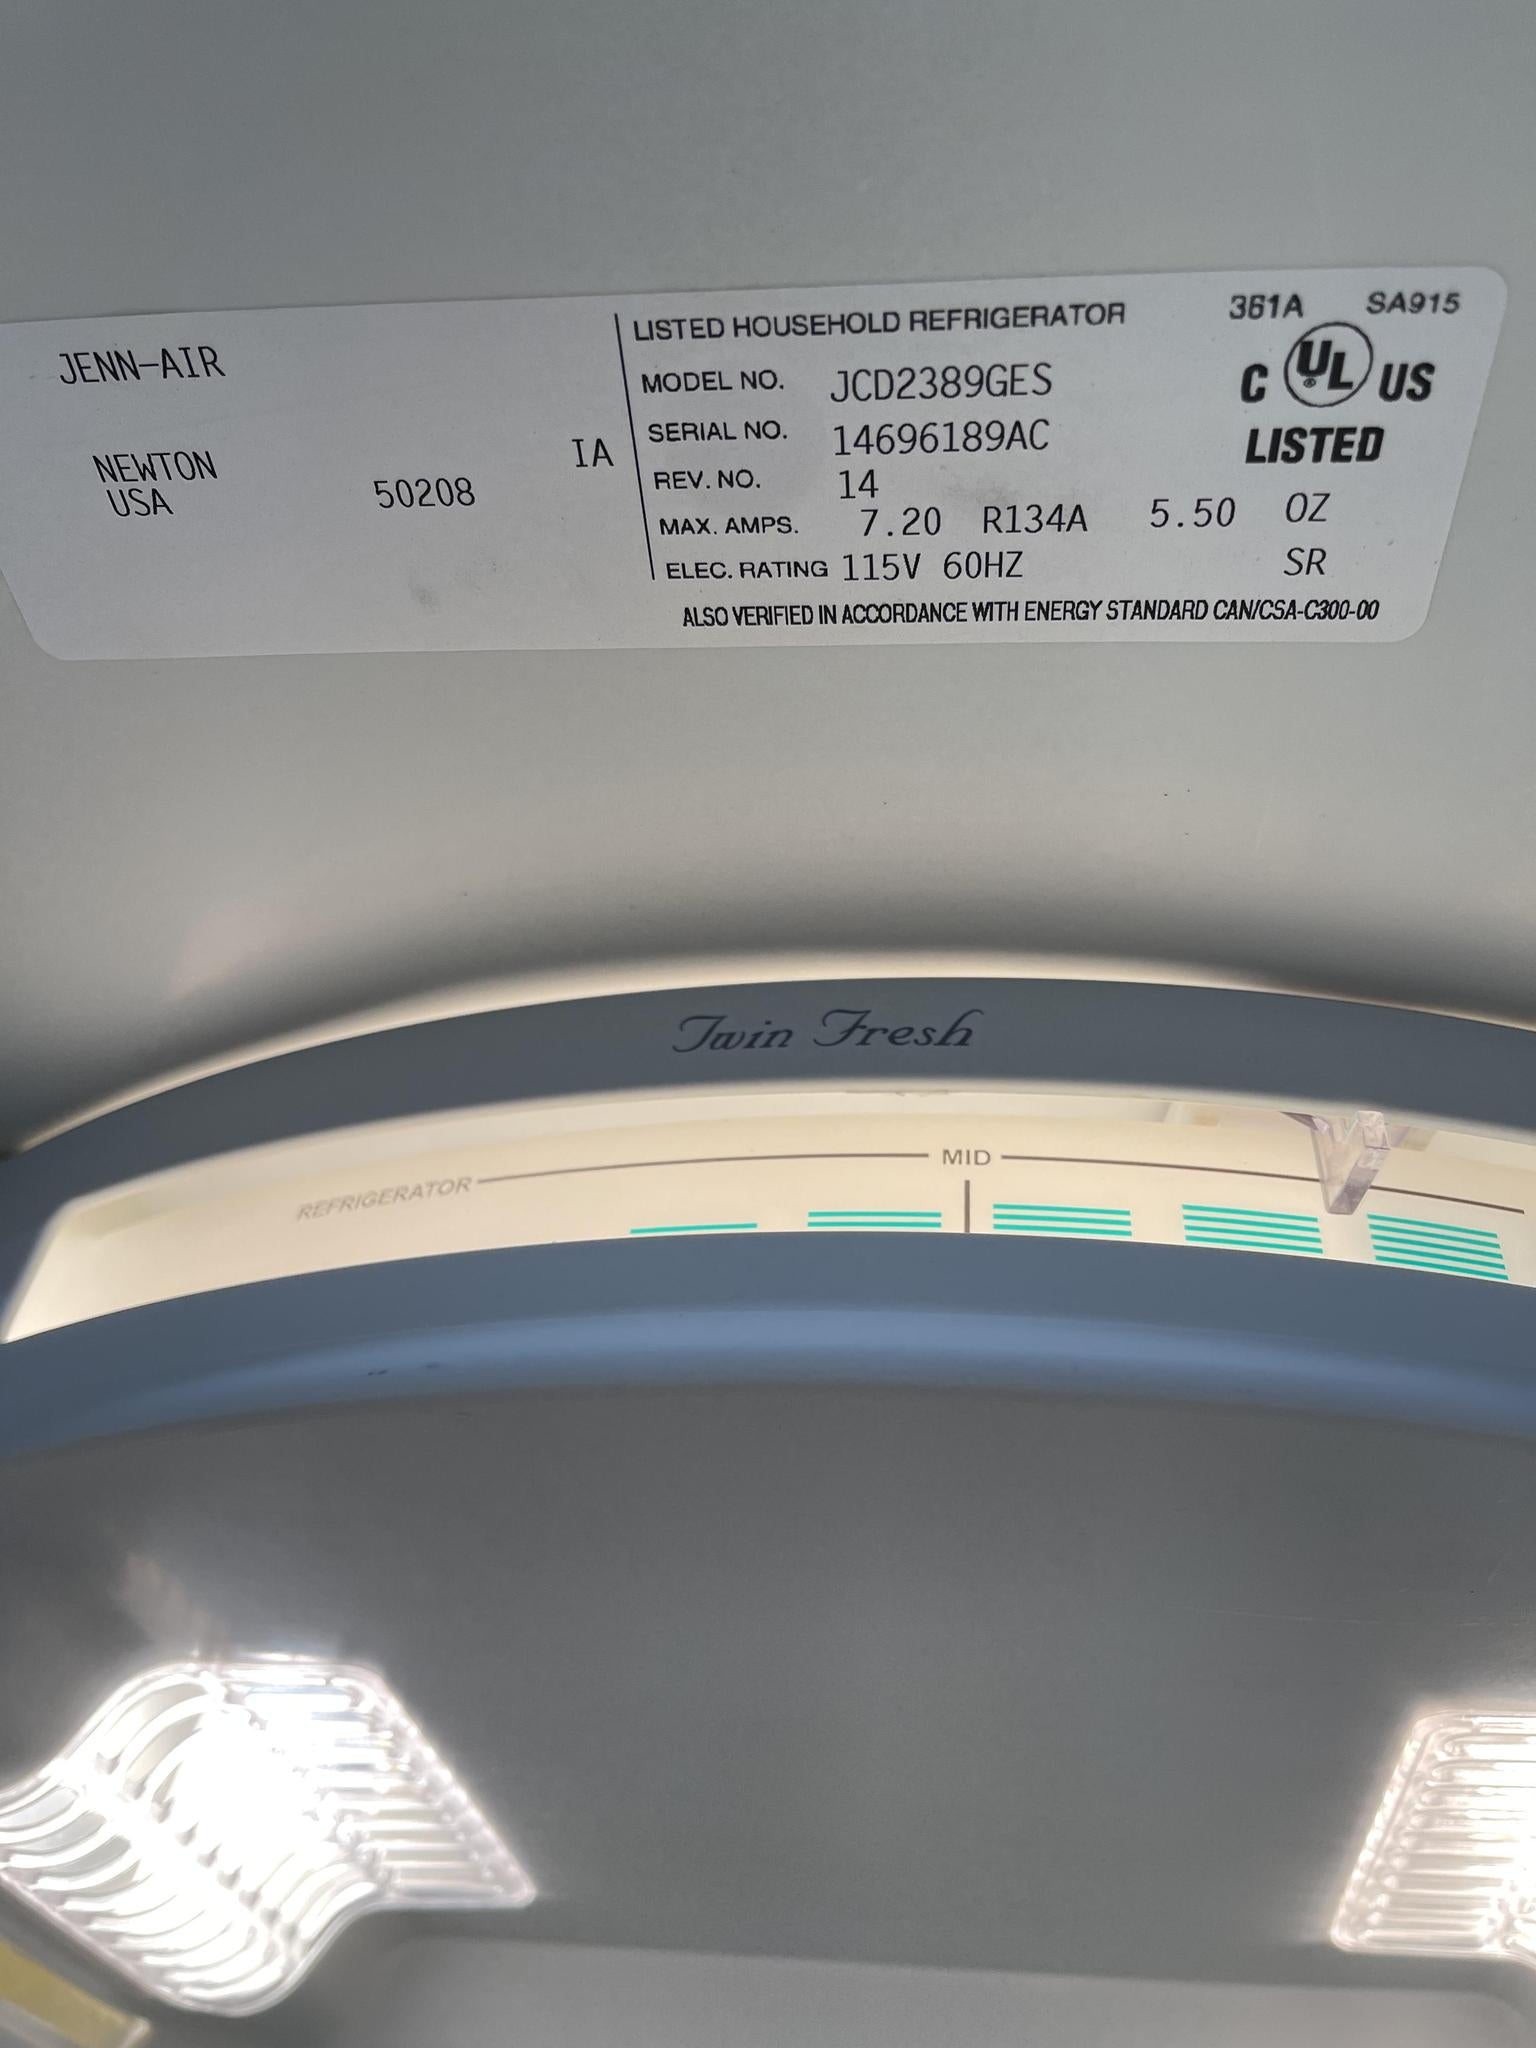 JENN-AIR
NEWTON IA
USA 50208
LISTED HOUSEHOLD REFRIGERATOR
MODEL NO. JCD2389GES
SERIAL NO. 14696189AC
REV. NO. 14
MAX. AMPS. 7.20 R134A 5.50 OZ
ELEC. RATING 115V 60HZ SR
ALSO VERIFIED IN ACCORDANCE WITH ENERGY STANDARD CAN/CSA-C300-00
361A SA915
C UL® US
LISTED
Twin Fresh
REFRIGERATOR MID